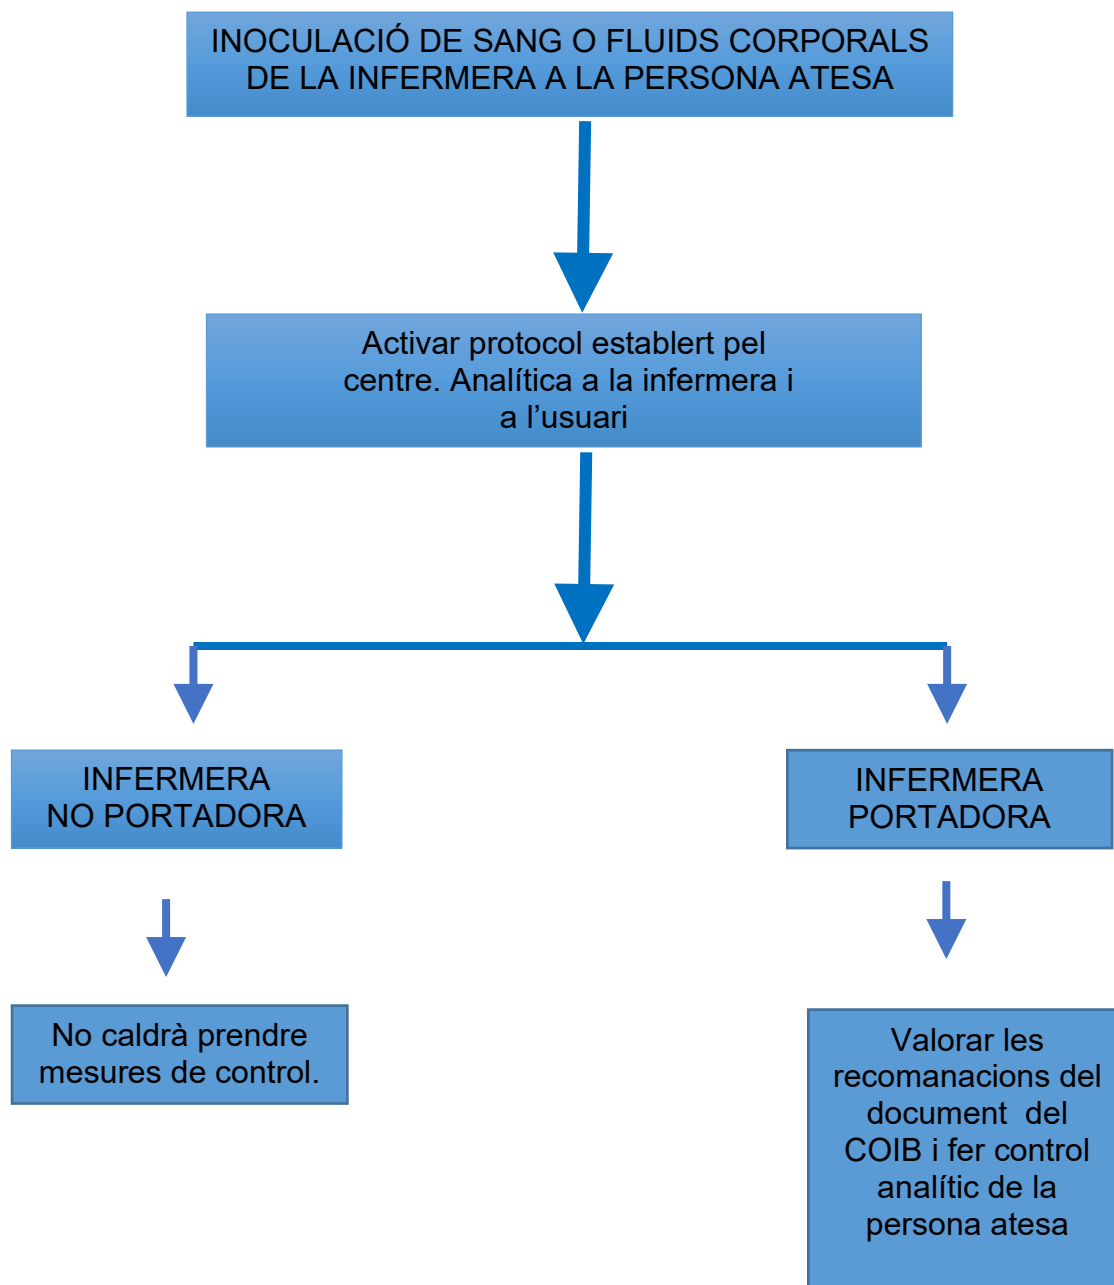 INOCULACIÓ DE SANG O FLUIDS CORPORALS
DE LA INFERMERA A LA PERSONA ATESA
Activar protocol establert pel
centre. Analítica a la infermera i
a l’usuari
INFERMERA
NO PORTADORA
INFERMERA
PORTADORA
No caldrà prendre
mesures de control.
Valorar les
recomanacions del
document del
COIB i fer control
analític de la
persona atesa